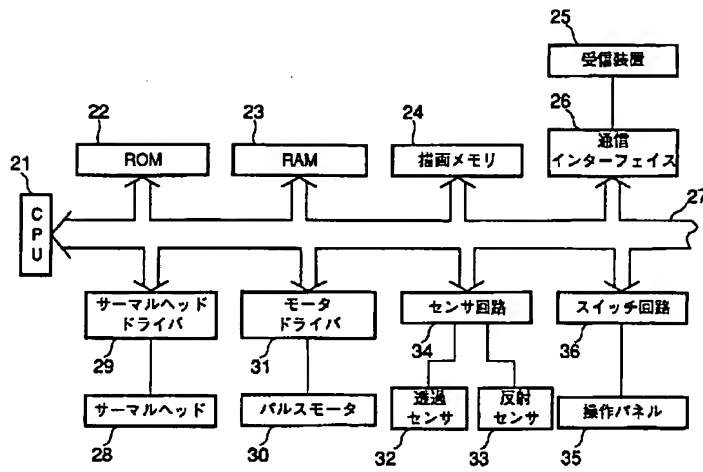 25
受信装置
22
23
24
26
通信
インターフェイス
21
ROM
RAM
描画メモリ
CPU
27
サーマルヘッド
ドライバ
モータ
ドライバ
センサ回路
スイッチ回路
29
31
34
36
サーマルヘッド
パルスモータ
透過
センサ
反射
センサ
操作パネル
28
30
32
33
35